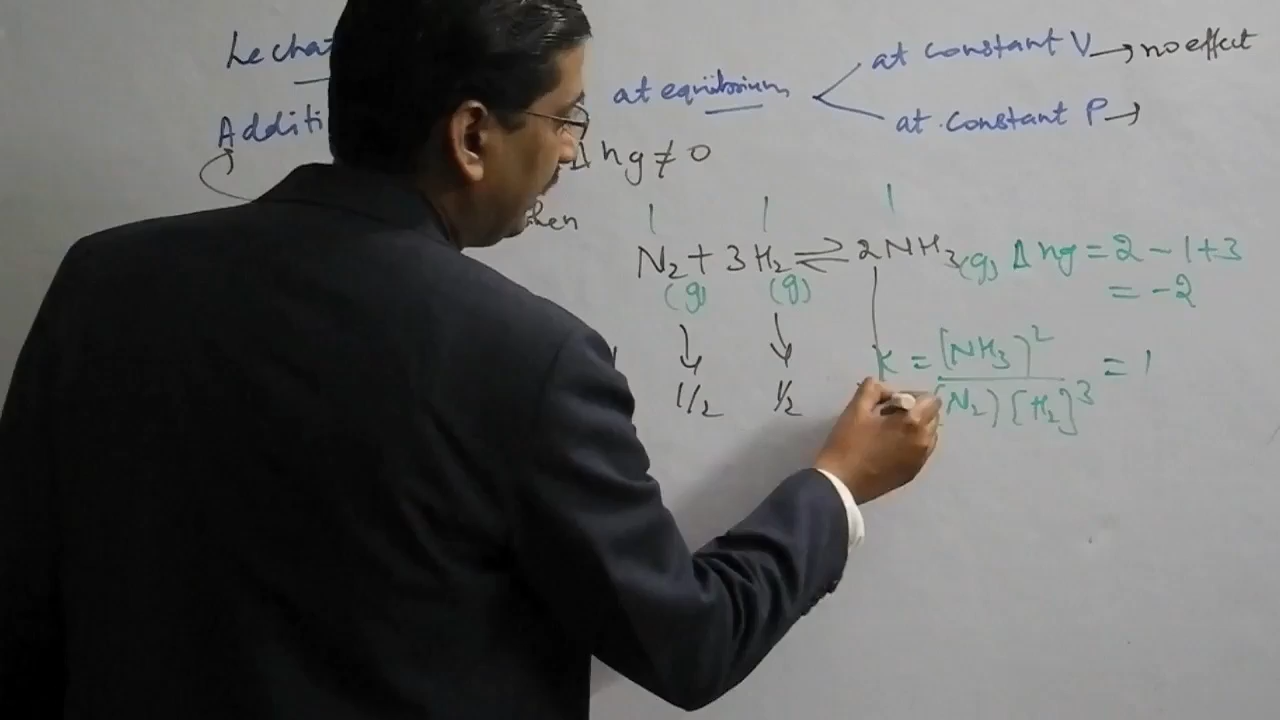 Lechat
at constant V → no effect
at equiibrium
Additi
at constant P →
Δng ≠ 0
hen
1 1 1
N₂ + 3H₂ ⇌ 2NH₃(g) Δng = 2 - 1+3
(g) (g) = -2
K = [NH₃]² = 1
1/2 1/2 [N₂) [H₂]³